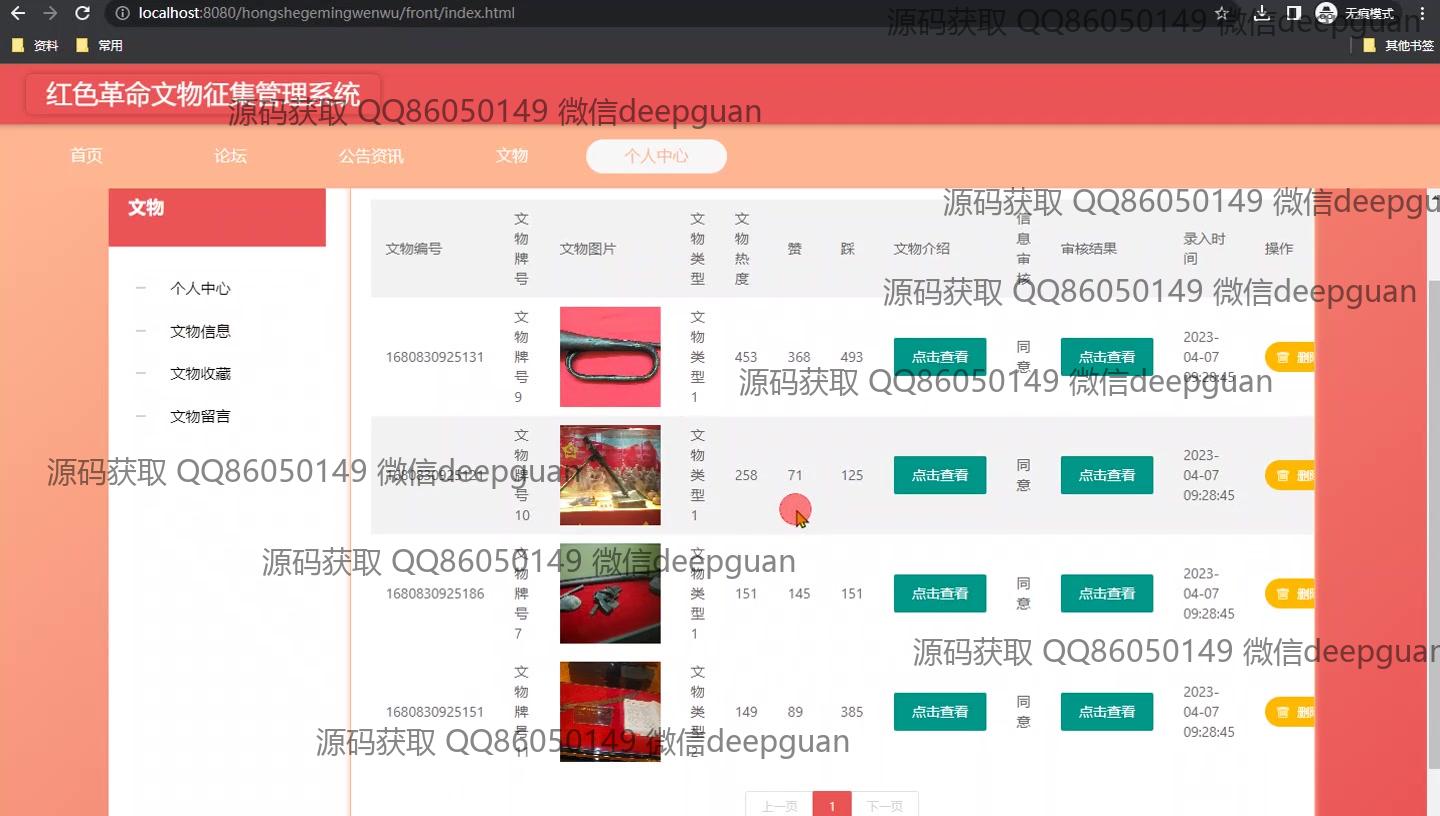 localhost:8080/hongshegemingwenwu/front/index.html
无痕模式
资料
常用
其他书签
源码获取 QQ86050149 微信deepguan
红色革命文物征集管理系统
源码获取 QQ86050149 微信deepguan
首页
论坛
公告资讯
文物
个人中心
文物
个人中心
文物信息
文物收藏
文物留言
源码获取 QQ86050149 微信deepgu
文物编号
文物牌号
文物图片
文物类型
文物热度
赞
踩
文物介绍
信息审核
审核结果
录入时间
操作
源码获取 QQ86050149 微信deepguan
1680830925131
文物牌号9
文物类型1
453
368
493
点击查看
同意
点击查看
2023-04-07 09:28:45
删
源码获取 QQ86050149 微信deepguan
文物牌号10
文物类型1
258
71
125
点击查看
同意
点击查看
2023-04-07 09:28:45
删
源码获取 QQ86050149 微信deepguan
源码获取 QQ86050149 微信deepguan
1680830925186
文物牌号7
文物类型1
151
145
151
点击查看
同意
点击查看
2023-04-07 09:28:45
删
源码获取 QQ86050149 微信deepguan
1680830925151
文物牌号11
文物类型2
149
89
385
点击查看
同意
点击查看
2023-04-07 09:28:45
删
源码获取 QQ86050149 微信deepguan
上一页
1
下一页